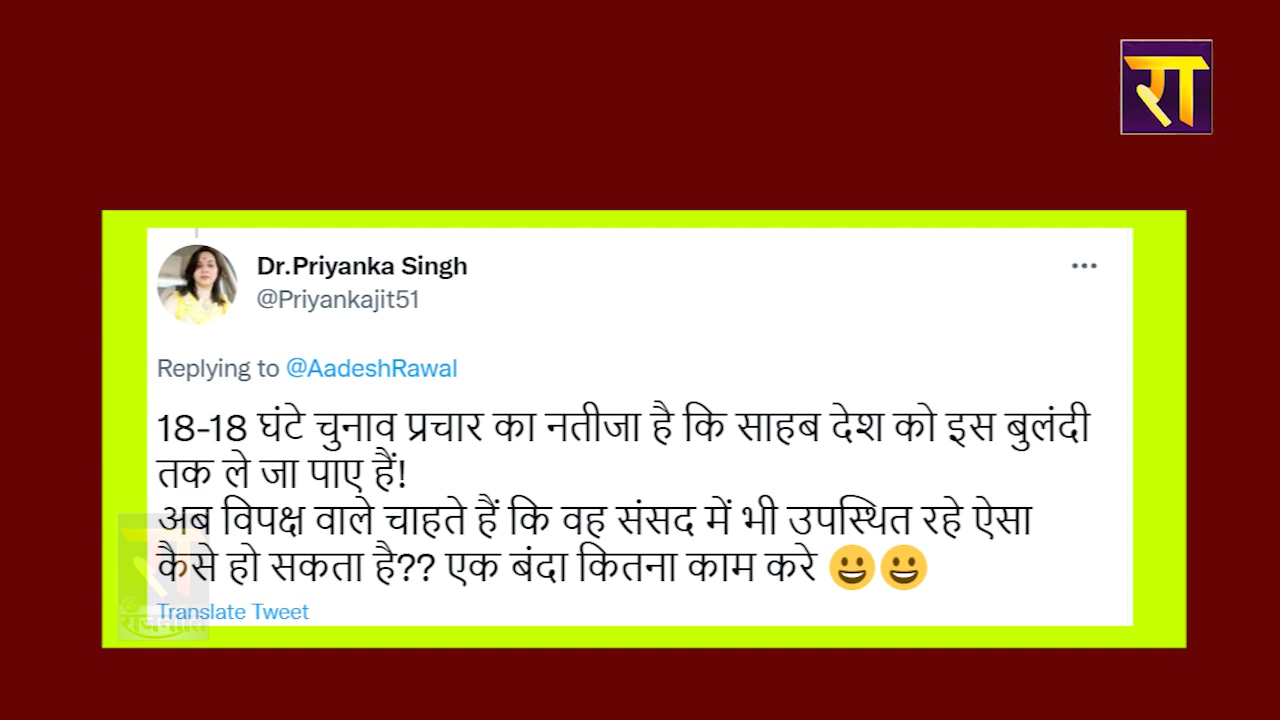 रा
Dr.Priyanka Singh
@Priyankajit51
Replying to @AadeshRawal
18-18 घंटे चुनाव प्रचार का नतीजा है कि साहब देश को इस बुलंदी
तक ले जा पाए हैं!
अब विपक्ष वाले चाहते हैं कि वह संसद में भी उपस्थित रहे ऐसा
कैसे हो सकता है?? एक बंदा कितना काम करे 😀😀
Translate Tweet
रा
राजनीति